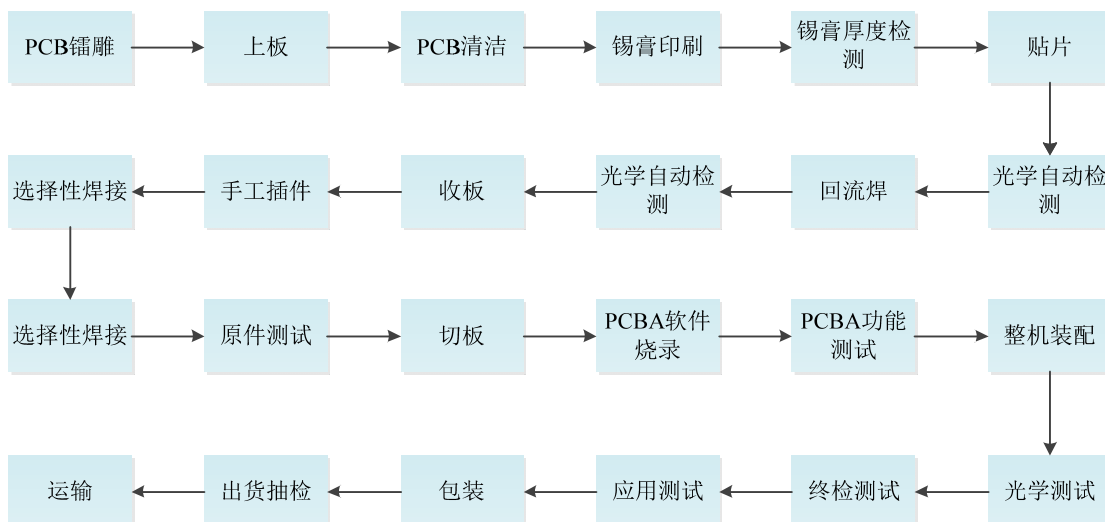 PCB镭雕
上板
PCB清洁
锡膏印刷
锡膏厚度检
测
贴片
光学自动检
测
回流焊
光学自动检
测
收板
手工插件
选择性焊接
选择性焊接
原件测试
切板
PCBA软件
烧录
PCBA功能
测试
整机装配
光学测试
终检测试
应用测试
包装
出货抽检
运输